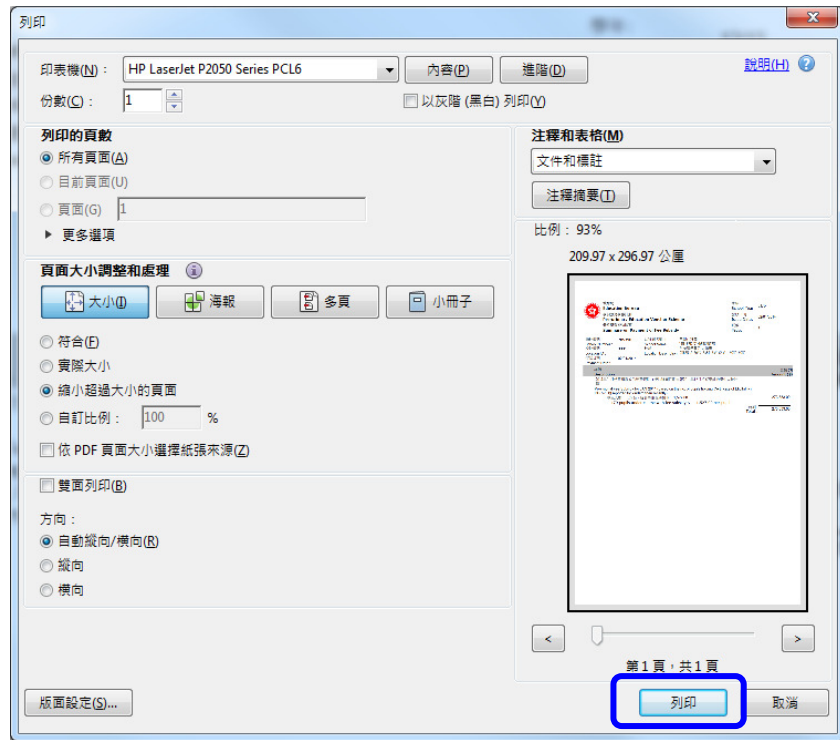 列印
印表機(N)： HP LaserJet P2050 Series PCL6 內容(P) 進階(D) 說明(H)
份數(C)： 1 以灰階 (黑白) 列印(Y)
列印的頁數
所有頁面(A)
目前頁面(U)
頁面(G) 1
更多選項
頁面大小調整和處理
大小(I) 海報 多頁 小冊子
符合(F)
實際大小
縮小超過大小的頁面
自訂比例： 100 %
依 PDF 頁面大小選擇紙張來源(Z)
雙面列印(B)
方向：
自動縱向/橫向(R)
縱向
橫向
注釋和表格(M)
文件和標註
注釋摘要(T)
比例： 93%
209.97 x 296.97 公厘
Education Bureau
< >
第 1 頁，共 1 頁
版面設定(S)... 列印 取消